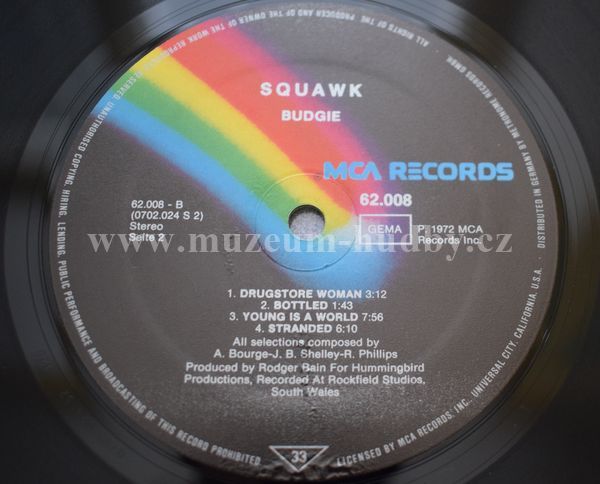 SQUAWK
BUDGIE
MCA RECORDS
62.008 - B
(0702.024 S 2)
Stereo
Seite 2
62.008
GEMA
P 1972 MCA
Records Inc.
www.muzeum-hudby.cz
1. DRUGSTORE WOMAN 3:12
2. BOTTLED 1:43
3. YOUNG IS A WORLD 7:56
4. STRANDED 6:10
All selections composed by
A. Bourge-J. B. Shelley-R. Phillips
Produced by Rodger Bain For Hummingbird
Productions, Recorded At Rockfield Studios,
South Wales
33
ALL RIGHTS OF THE PRODUCER AND OF THE OWNER OF THE WORK REPRODUCED RESERVED. UNAUTHORISED COPYING, HIRING, LENDING, PUBLIC PERFORMANCE AND BROADCASTING OF THIS RECORD PROHIBITED
DISTRIBUTED IN GERMANY BY METRONOME RECORDS GMBH
LICENSED BY MCA RECORDS, INC., UNIVERSAL CITY, CALIFORNIA, U.S.A.